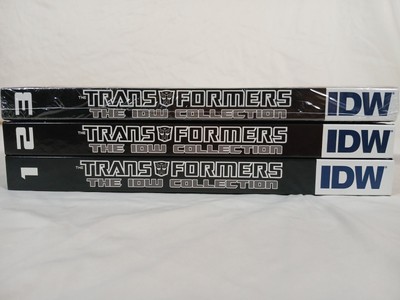 3 THE TRANSFORMERS IDW
THE IDW COLLECTION
2 THE TRANSFORMERS IDW
THE IDW COLLECTION
1 THE TRANSFORMERS IDW
THE IDW COLLECTION